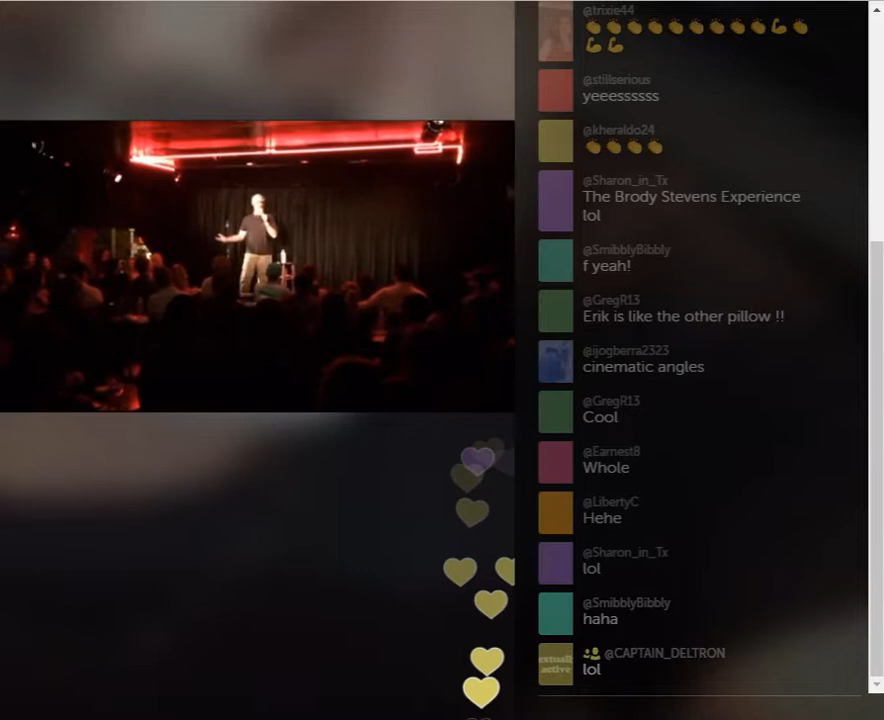 @trixie44
👏👏👏👏👏👏👏👏👏💪👏
💪💪
@stillserious
yeeessssss
@kheraldo24
👏👏👏👏
@Sharon_in_Tx
The Brody Stevens Experience
lol
@SmibblyBibbly
f yeah!
@GregR13
Erik is like the other pillow !!
@ijogberra2323
cinematic angles
@GregR13
Cool
@Earnest8
Whole
@LibertyC
Hehe
@Sharon_in_Tx
lol
@SmibblyBibbly
haha
@CAPTAIN_DELTRON
active
lol